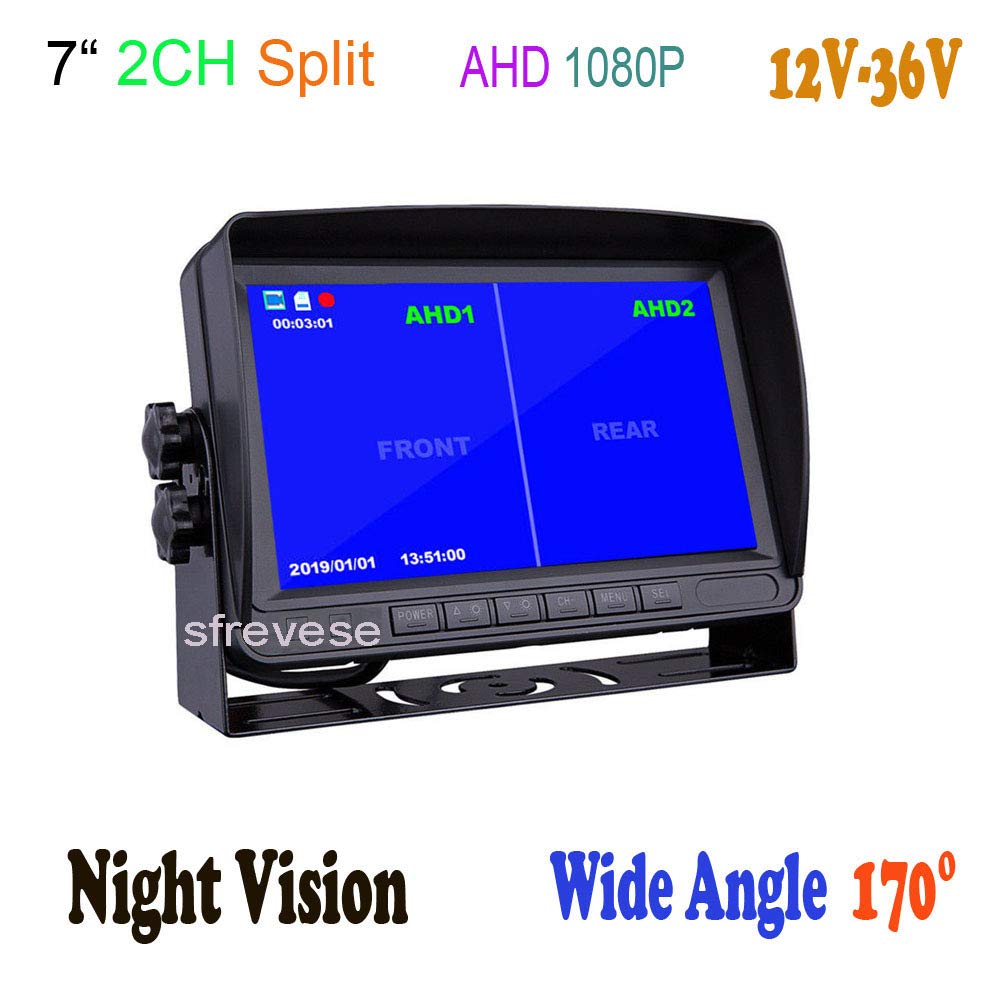 7“ 2CH Split AHD 1080P 12V-36V
AHD1 AHD2
00:03:01
FRONT REAR
2019/01/01 13:51:00
POWER CH- MENU SEL
sfrevese
Night Vision Wide Angle 170°